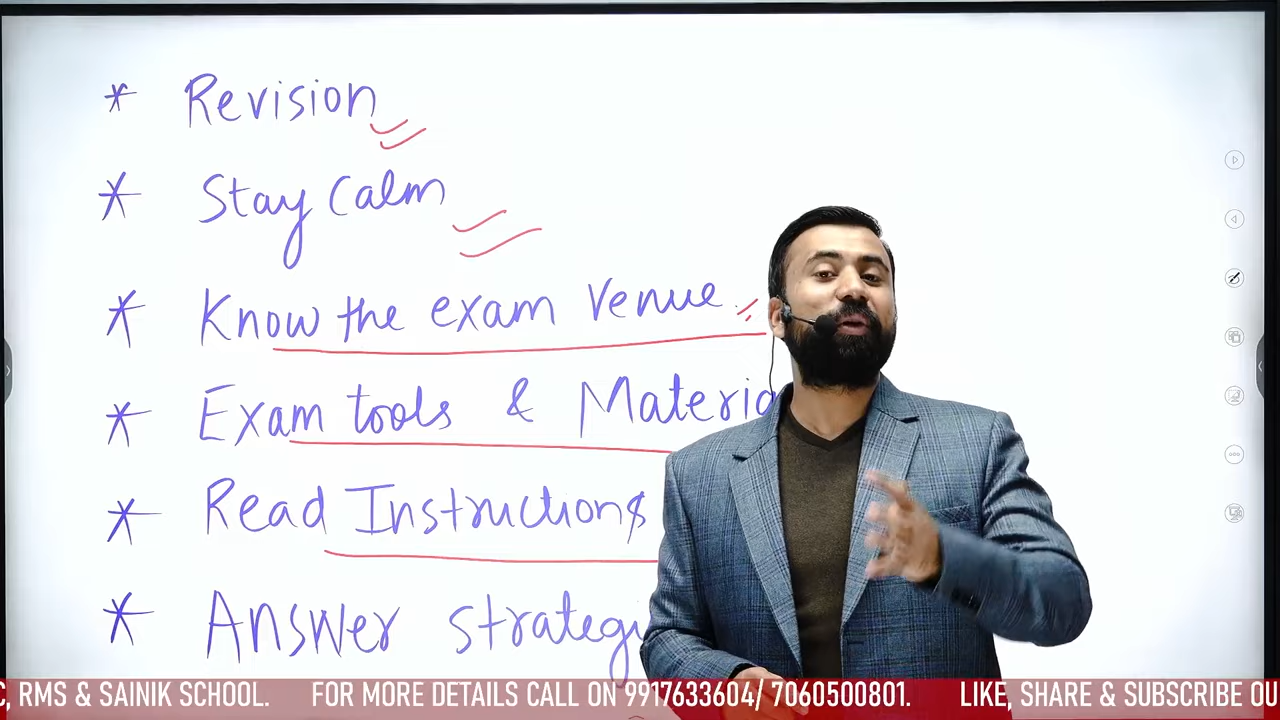 * Revision
* Stay Calm
* Know the exam venue
* Exam tools & Materia
* Read Instructions
* Answer strategi
C, RMS & SAINIK SCHOOL. FOR MORE DETAILS CALL ON 9917633604/ 7060500801. LIKE, SHARE & SUBSCRIBE OU